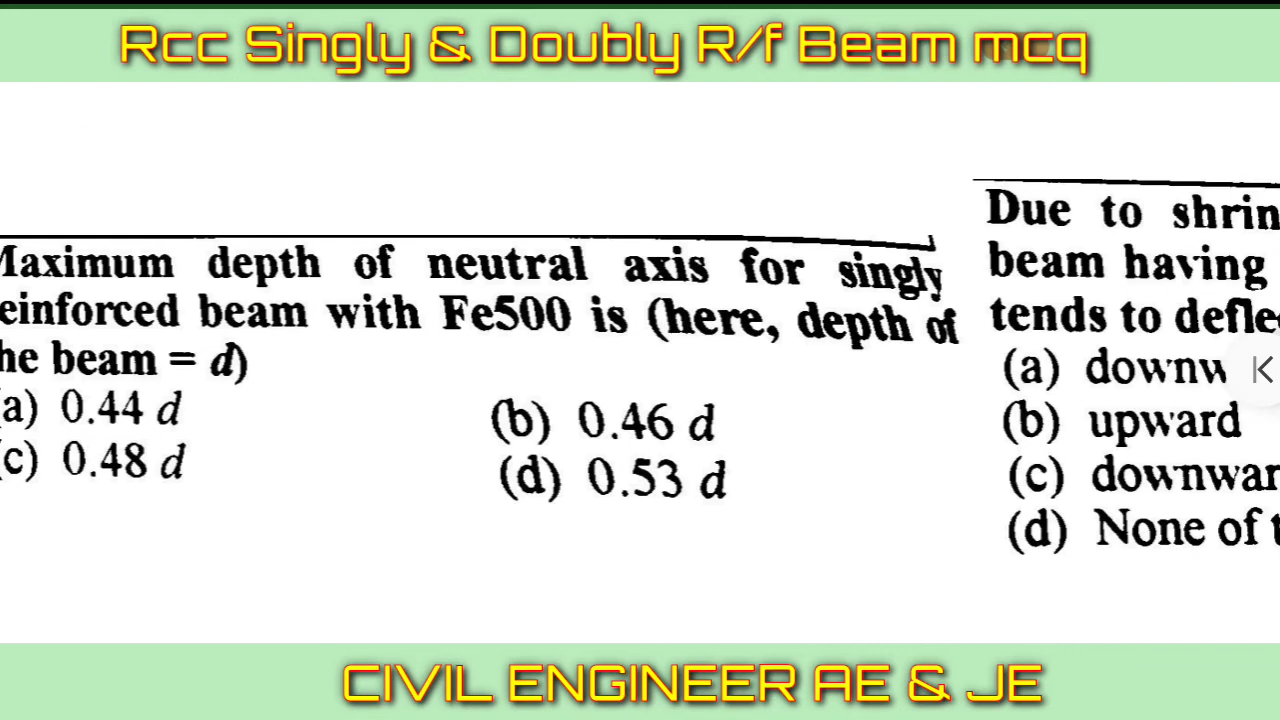 Rcc Singly & Doubly R/f Beam mcq
Maximum depth of neutral axis for singly
einforced beam with Fe500 is (here, depth of
he beam = d)
a) 0.44 d (b) 0.46 d
c) 0.48 d (d) 0.53 d
Due to shrin
beam having
tends to defle
(a) downw
(b) upward
(c) downwar
(d) None of t
CIVIL ENGINEER AE & JE